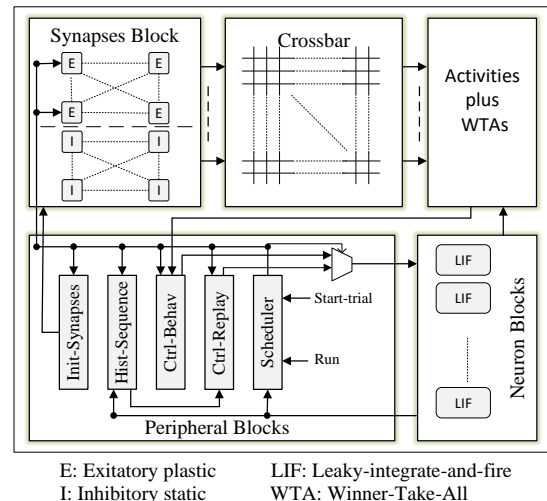 Synapses Block
Crossbar
E
E
E
E
I
I
I
I
Activities
plus
WTAs
Init-Synapses
Hist-Sequence
Ctrl-Behav
Ctrl-Replay
Scheduler
Start-trial
Run
Peripheral Blocks
LIF
LIF
LIF
Neuron Blocks
E: Exitatory plastic
LIF: Leaky-integrate-and-fire
I: Inhibitory static
WTA: Winner-Take-All